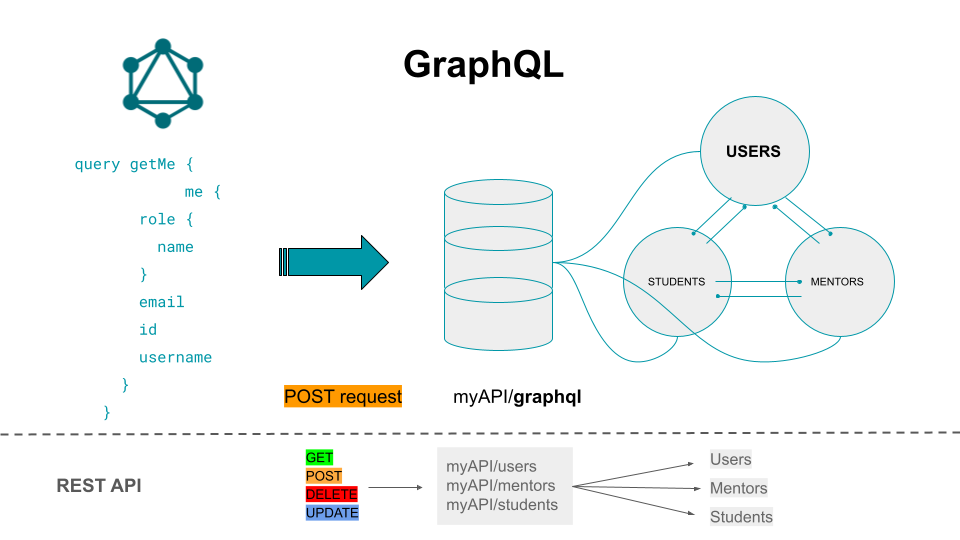 GraphQL
query getMe {
me {
role {
name
}
email
id
username
}
}
USERS
STUDENTS
MENTORS
POST request
myAPI/graphql
REST API
GET
POST
DELETE
UPDATE
myAPI/users
myAPI/mentors
myAPI/students
Users
Mentors
Students